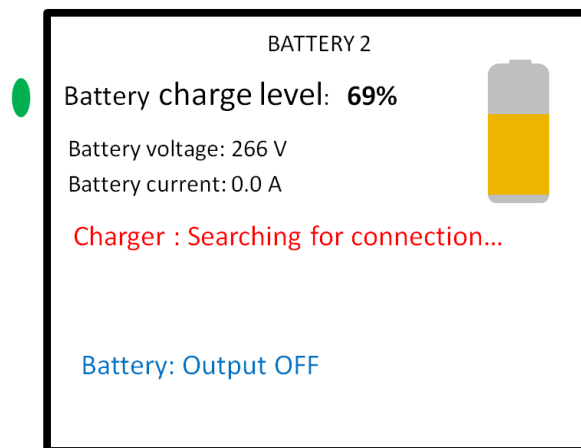 BATTERY 2
Battery charge level: 69%
Battery voltage: 266 V
Battery current: 0.0 A
Charger : Searching for connection...
Battery: Output OFF